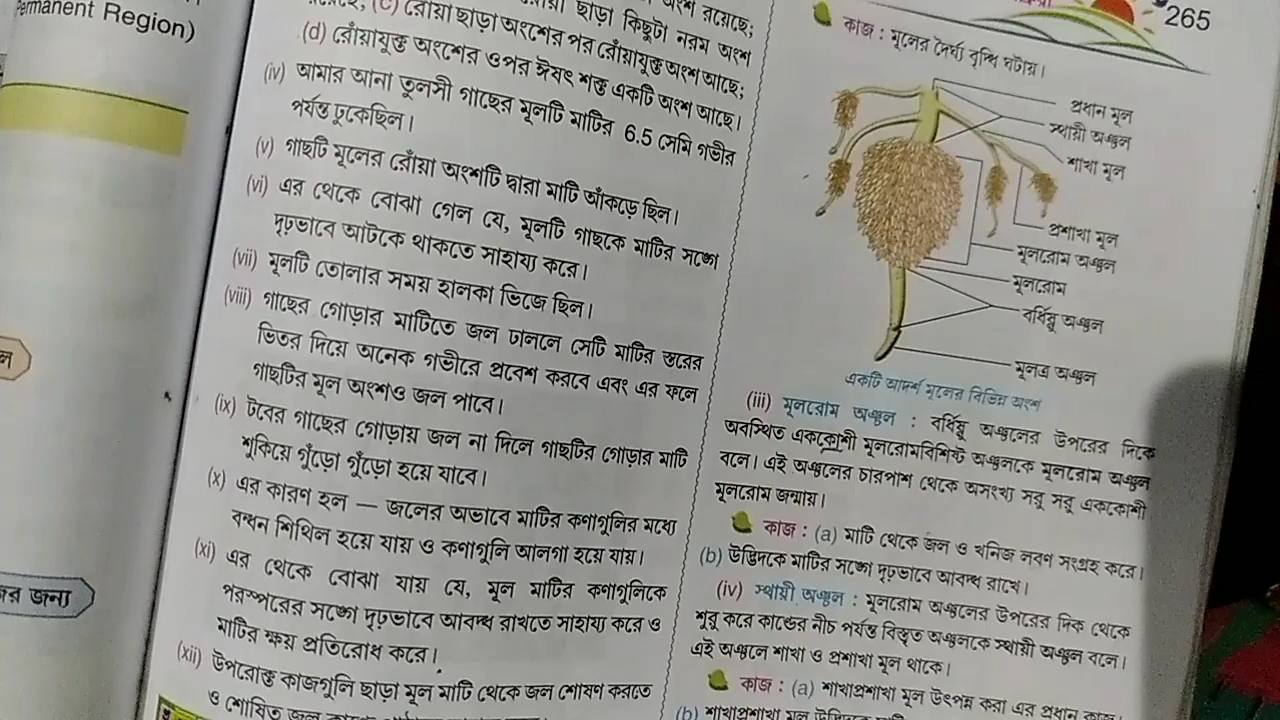 Permanent Region)
ছাড়া কিছুটা নরম অংশ
(c) রোঁয়া ছাড়া অংশের পর রোঁয়াযুক্ত অংশ আছে;
(d) রোঁয়াযুক্ত অংশের ওপর ঈষৎ শক্ত একটি অংশ আছে।
(iv) আমার আনা তুলসী গাছের মূলটি মাটির 6.5 সেমি গভীর
পর্যন্ত ঢুকেছিল।
(v) গাছটি মূলের রোঁয়া অংশটি দ্বারা মাটি আঁকড়ে ছিল।
(vi) এর থেকে বোঝা গেল যে, মূলটি গাছকে মাটির সঙ্গে
দৃঢ়ভাবে আটকে থাকতে সাহায্য করে।
(vii) মূলটি তোলার সময় হালকা ভিজে ছিল।
(viii) গাছের গোড়ার মাটিতে জল ঢাললে সেটি মাটির স্তরের
ভিতর দিয়ে অনেক গভীরে প্রবেশ করবে এবং এর ফলে
গাছটির মূল অংশও জল পাবে।
(ix) টবের গাছের গোড়ায় জল না দিলে গাছটির গোড়ার মাটি
শুকিয়ে গুঁড়ো গুঁড়ো হয়ে যাবে।
(x) এর কারণ হল — জলের অভাবে মাটির কণাগুলির মধ্যে
বন্ধন শিথিল হয়ে যায় ও কণাগুলি আলগা হয়ে যায়।
(xi) এর থেকে বোঝা যায় যে, মূল মাটির কণাগুলিকে
পরস্পরের সঙ্গে দৃঢ়ভাবে আবদ্ধ রাখতে সাহায্য করে ও
মাটির ক্ষয় প্রতিরোধ করে।
(xii) উপরোক্ত কাজগুলি ছাড়া মূল মাটি থেকে জল শোষণ করতে
ও শোষিত জল
265
কাজ : মূলের দৈর্ঘ্য বৃদ্ধি ঘটায়।
প্রধান মূল
স্থায়ী অঞ্চল
শাখা মূল
প্রশাখা মূল
মূলরোম অঞ্চল
মূলরোম
বর্ধিষ্ণু অঞ্চল
মূলত্র অঞ্চল
একটি আদর্শ মূলের বিভিন্ন অংশ
(iii) মূলরোম অঞ্চল : বর্ধিষ্ণু অঞ্চলের উপরের দিকে
অবস্থিত এককোশী মূলরোমবিশিষ্ট অঞ্চলকে মূলরোম অঞ্চল
বলে। এই অঞ্চলের চারপাশ থেকে অসংখ্য সরু সরু এককোশী
মূলরোম জন্মায়।
কাজ : (a) মাটি থেকে জল ও খনিজ লবণ সংগ্রহ করে।
(b) উদ্ভিদকে মাটির সঙ্গে দৃঢ়ভাবে আবদ্ধ রাখে।
(iv) স্থায়ী অঞ্চল : মূলরোম অঞ্চলের উপরের দিক থেকে
শুরু করে কাণ্ডের নীচ পর্যন্ত বিস্তৃত অঞ্চলকে স্থায়ী অঞ্চল বলে।
এই অঞ্চলে শাখা ও প্রশাখা মূল থাকে।
কাজ : (a) শাখাপ্রশাখা মূল উৎপন্ন করা এর প্রধান কাজ।
(b) শাখাপ্রশাখা মূল